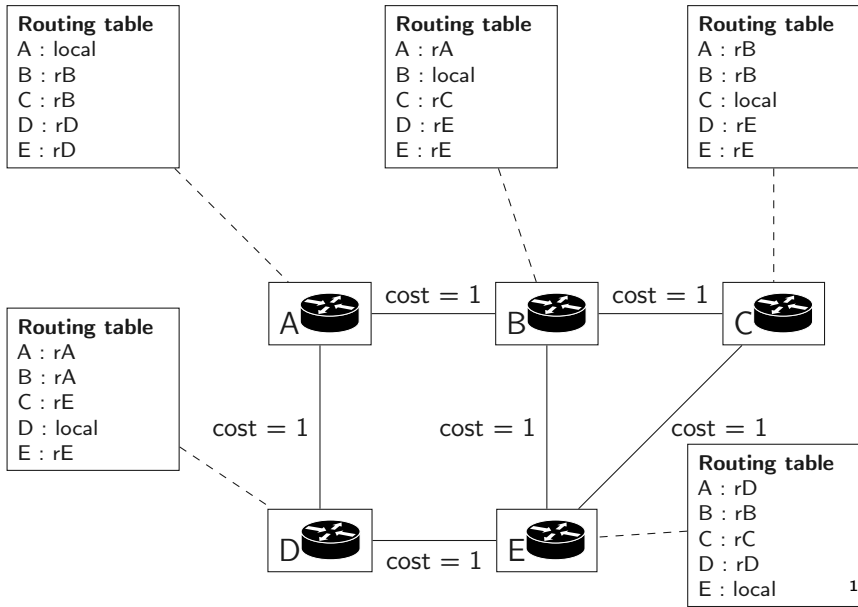 Routing table
A : local
B : rB
C : rB
D : rD
E : rD
Routing table
A : rA
B : local
C : rC
D : rE
E : rE
Routing table
A : rB
B : rB
C : local
D : rE
E : rE
A
cost = 1
B
cost = 1
C
Routing table
A : rA
B : rA
C : rE
D : local
E : rE
cost = 1
cost = 1
cost = 1
D
cost = 1
E
Routing table
A : rD
B : rB
C : rC
D : rD
E : local
1